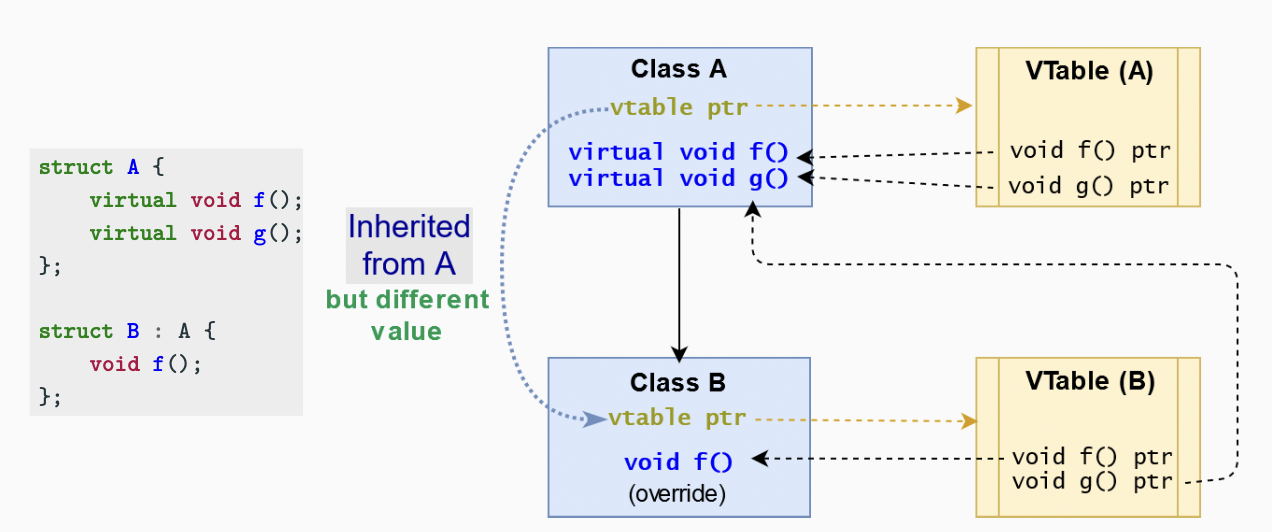 struct A {
virtual void f();
virtual void g();
};
struct B : A {
void f();
};
Inherited
from A
but different
value
Class A
vtable ptr
virtual void f()
virtual void g()
VTable (A)
void f() ptr
void g() ptr
Class B
vtable ptr
void f()
(override)
VTable (B)
void f() ptr
void g() ptr